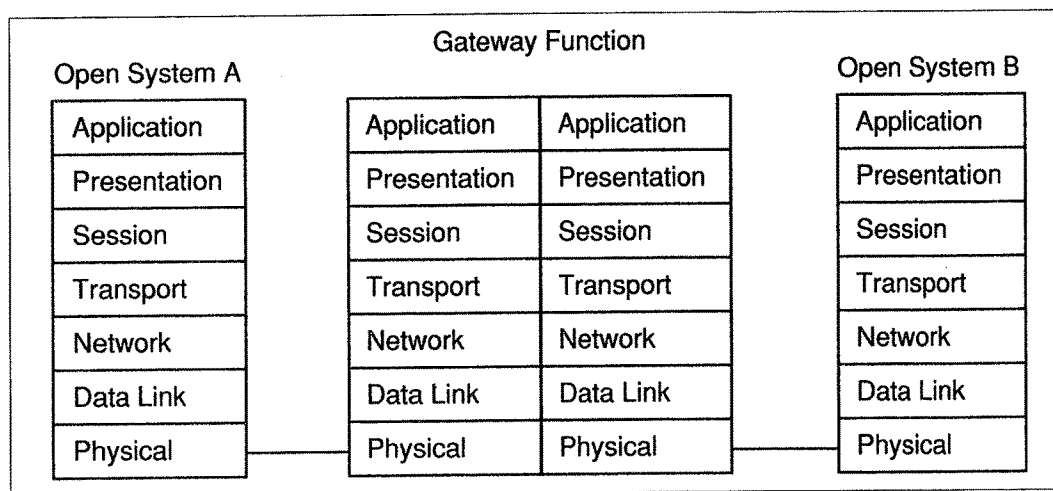 Gateway Function
Open System A
Open System B
Application Application Application Application
Presentation Presentation Presentation Presentation
Session Session Session Session
Transport Transport Transport Transport
Network Network Network Network
Data Link Data Link Data Link Data Link
Physical Physical Physical Physical